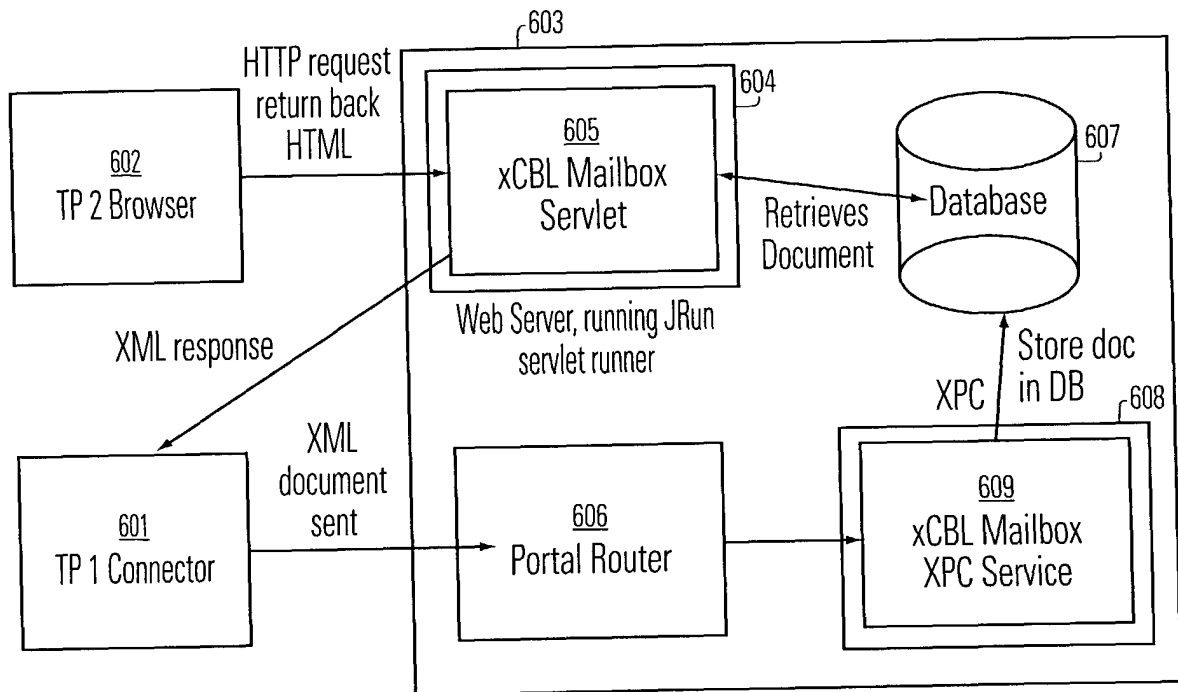 603
HTTP request
return back
HTML
604
602
TP 2 Browser
605
xCBL Mailbox
Servlet
607
Database
Retrieves
Document
Web Server, running JRun
servlet runner
XML response
Store doc
in DB
XPC
608
XML
document
sent
601
TP 1 Connector
606
Portal Router
609
xCBL Mailbox
XPC Service